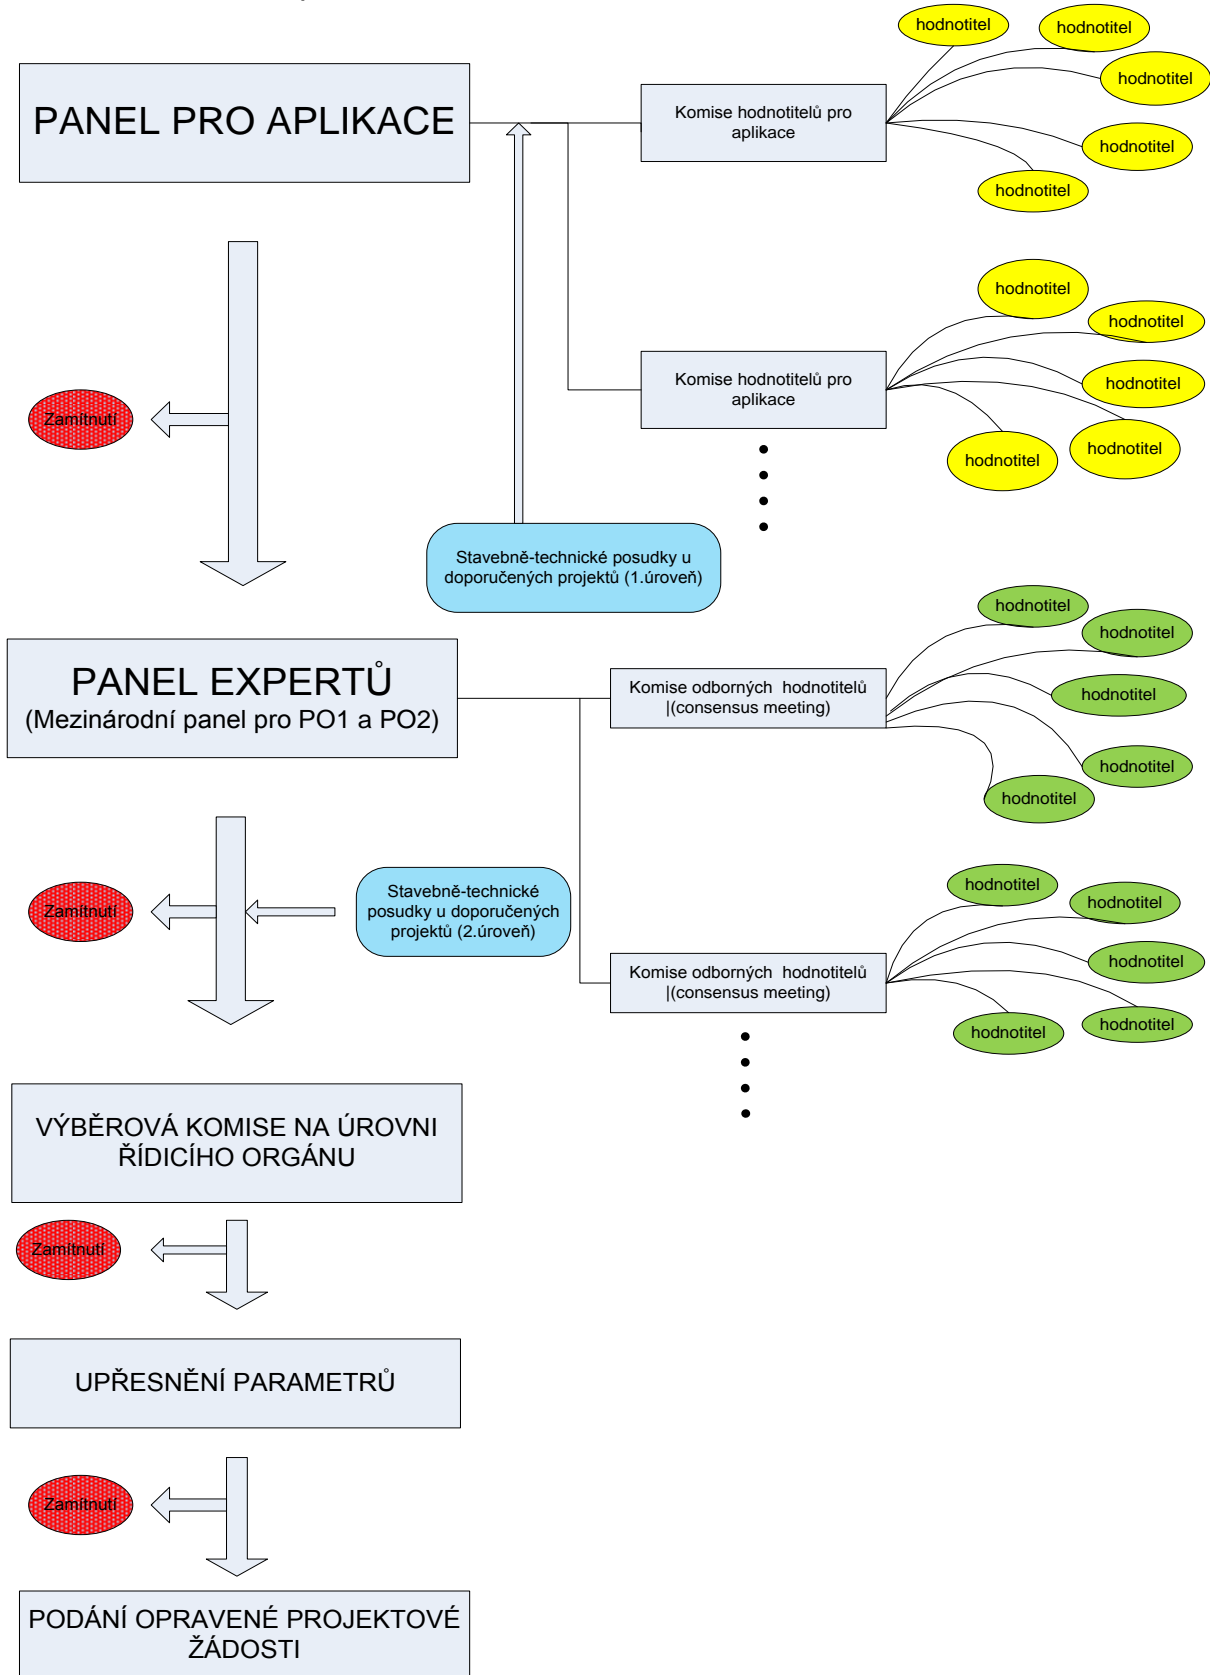 hodnotitel
hodnotitel
hodnotitel
hodnotitel
hodnotitel
PANEL PRO APLIKACE
Komise hodnotitelů pro
aplikace
hodnotitel
hodnotitel
hodnotitel
hodnotitel
hodnotitel
Komise hodnotitelů pro
aplikace
Zamítnutí
Stavebně-technické posudky u
doporučených projektů (1.úroveň)
hodnotitel
hodnotitel
hodnotitel
hodnotitel
hodnotitel
PANEL EXPERTŮ
(Mezinárodní panel pro PO1 a PO2)
Komise odborných  hodnotitelů
|(consensus meeting)
Zamítnutí
Stavebně-technické
posudky u doporučených
projektů (2.úroveň)
hodnotitel
hodnotitel
hodnotitel
hodnotitel
hodnotitel
Komise odborných  hodnotitelů
|(consensus meeting)
VÝBĚROVÁ KOMISE NA ÚROVNI
ŘÍDICÍHO ORGÁNU
Zamítnutí
UPŘESNĚNÍ PARAMETRŮ
Zamítnutí
PODÁNÍ OPRAVENÉ PROJEKTOVÉ
ŽÁDOSTI